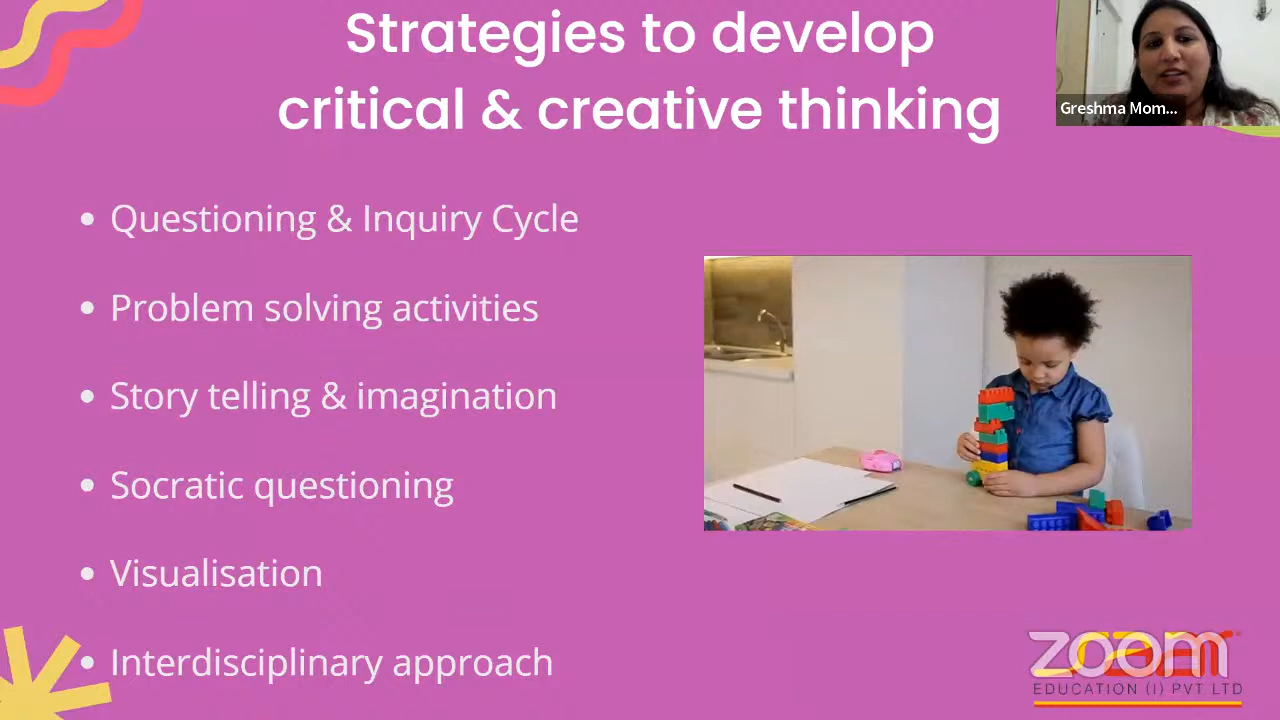 Strategies to develop
critical & creative thinking
Greshma Mom...
• Questioning & Inquiry Cycle
• Problem solving activities
• Story telling & imagination
• Socratic questioning
• Visualisation
• Interdisciplinary approach
zoom
EDUCATION (I) PVT LTD